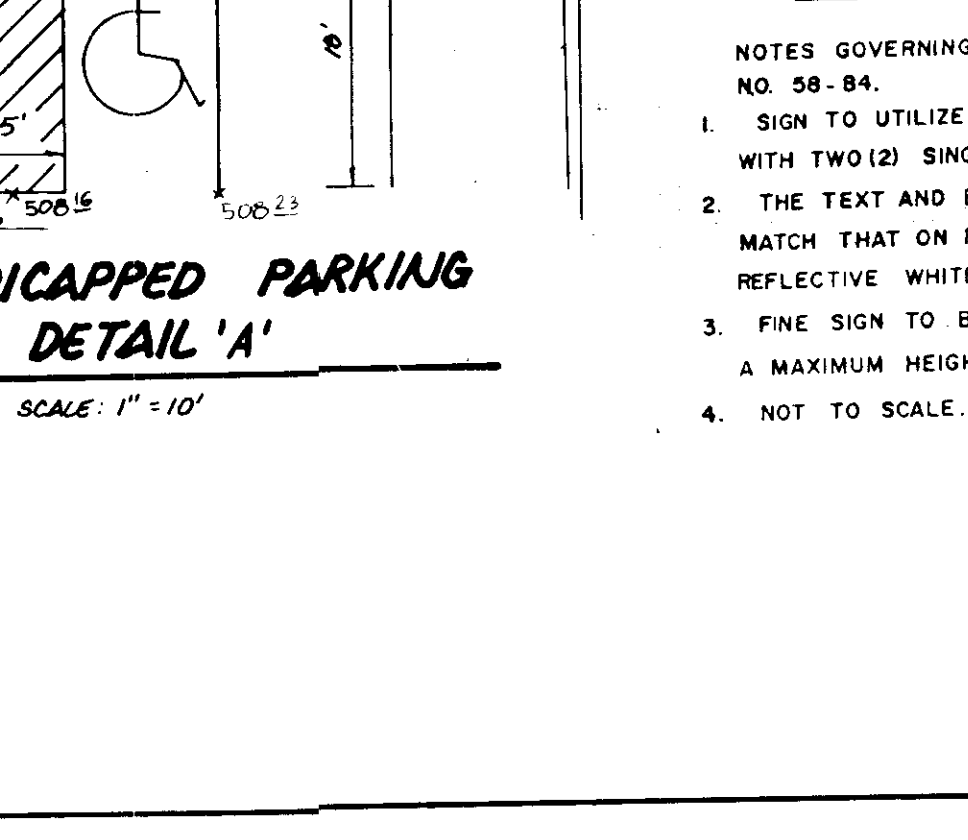 18'
5'
508 16
508 23
ICAPPED PARKING
DETAIL 'A'
SCALE: 1" = 10'
NOTES GOVERNING
NO. 58-84.
1. SIGN TO UTILIZE
WITH TWO (2) SING
2. THE TEXT AND
MATCH THAT ON
REFLECTIVE WHITE
3. FINE SIGN TO B
A MAXIMUM HEIGH
4. NOT TO SCALE.